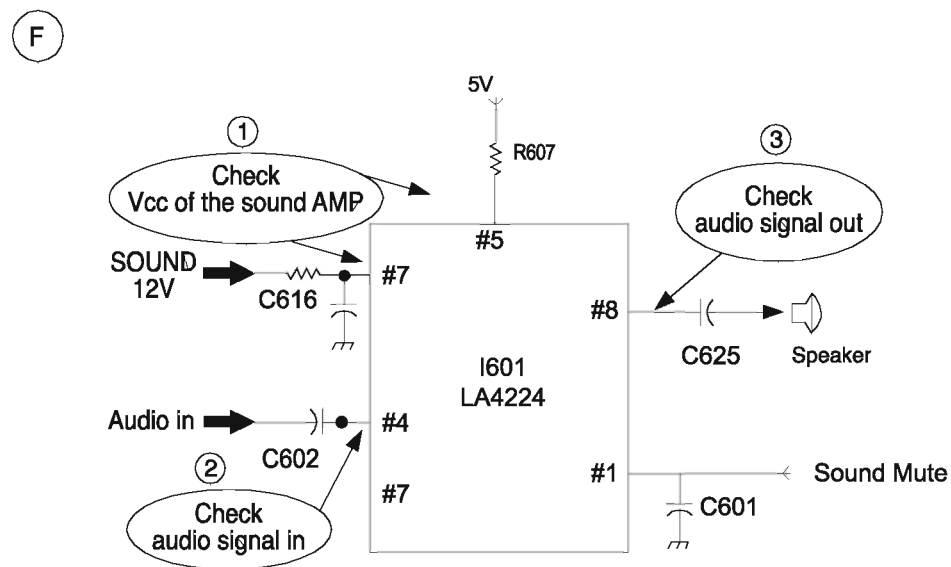 F
5V
1
R607
3
Check
Vcc of the sound AMP
Check
audio signal out
#5
SOUND
12V
#7
C616
#8
C625
Speaker
I601
LA4224
Audio in
#4
C602
2
#7
#1
Sound Mute
C601
Check
audio signal in